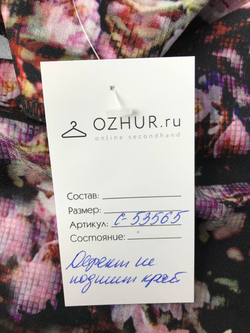 OZHUR.ru
online secondhand
Состав:
Размер:
Артикул: С-53565
Состояние:
Дефект не
подшит край